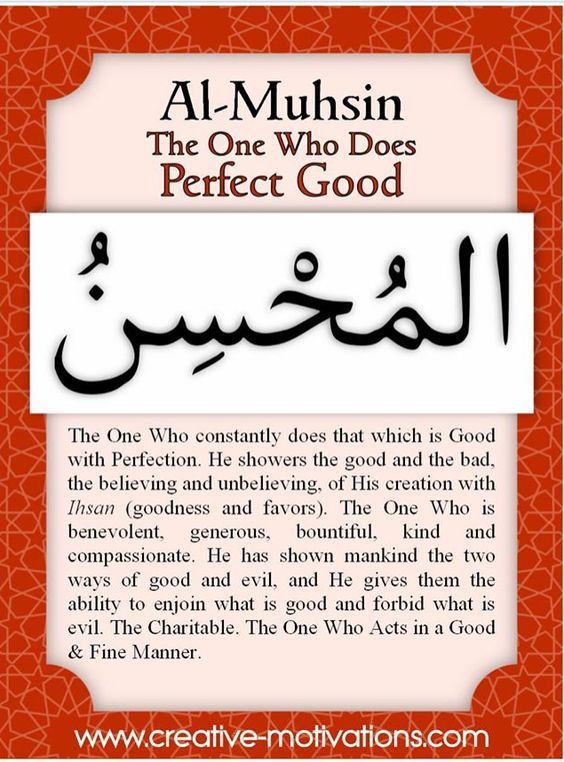 Al-Muhsin
The One Who Does
Perfect Good
المُحْسِنُ
The One Who constantly does that which is Good
with Perfection. He showers the good and the bad,
the believing and unbelieving, of His creation with
Ihsan (goodness and favors). The One Who is
benevolent, generous, bountiful, kind and
compassionate. He has shown mankind the two
ways of good and evil, and He gives them the
ability to enjoin what is good and forbid what is
evil. The Charitable. The One Who Acts in a Good
& Fine Manner.
www.creative-motivations.com